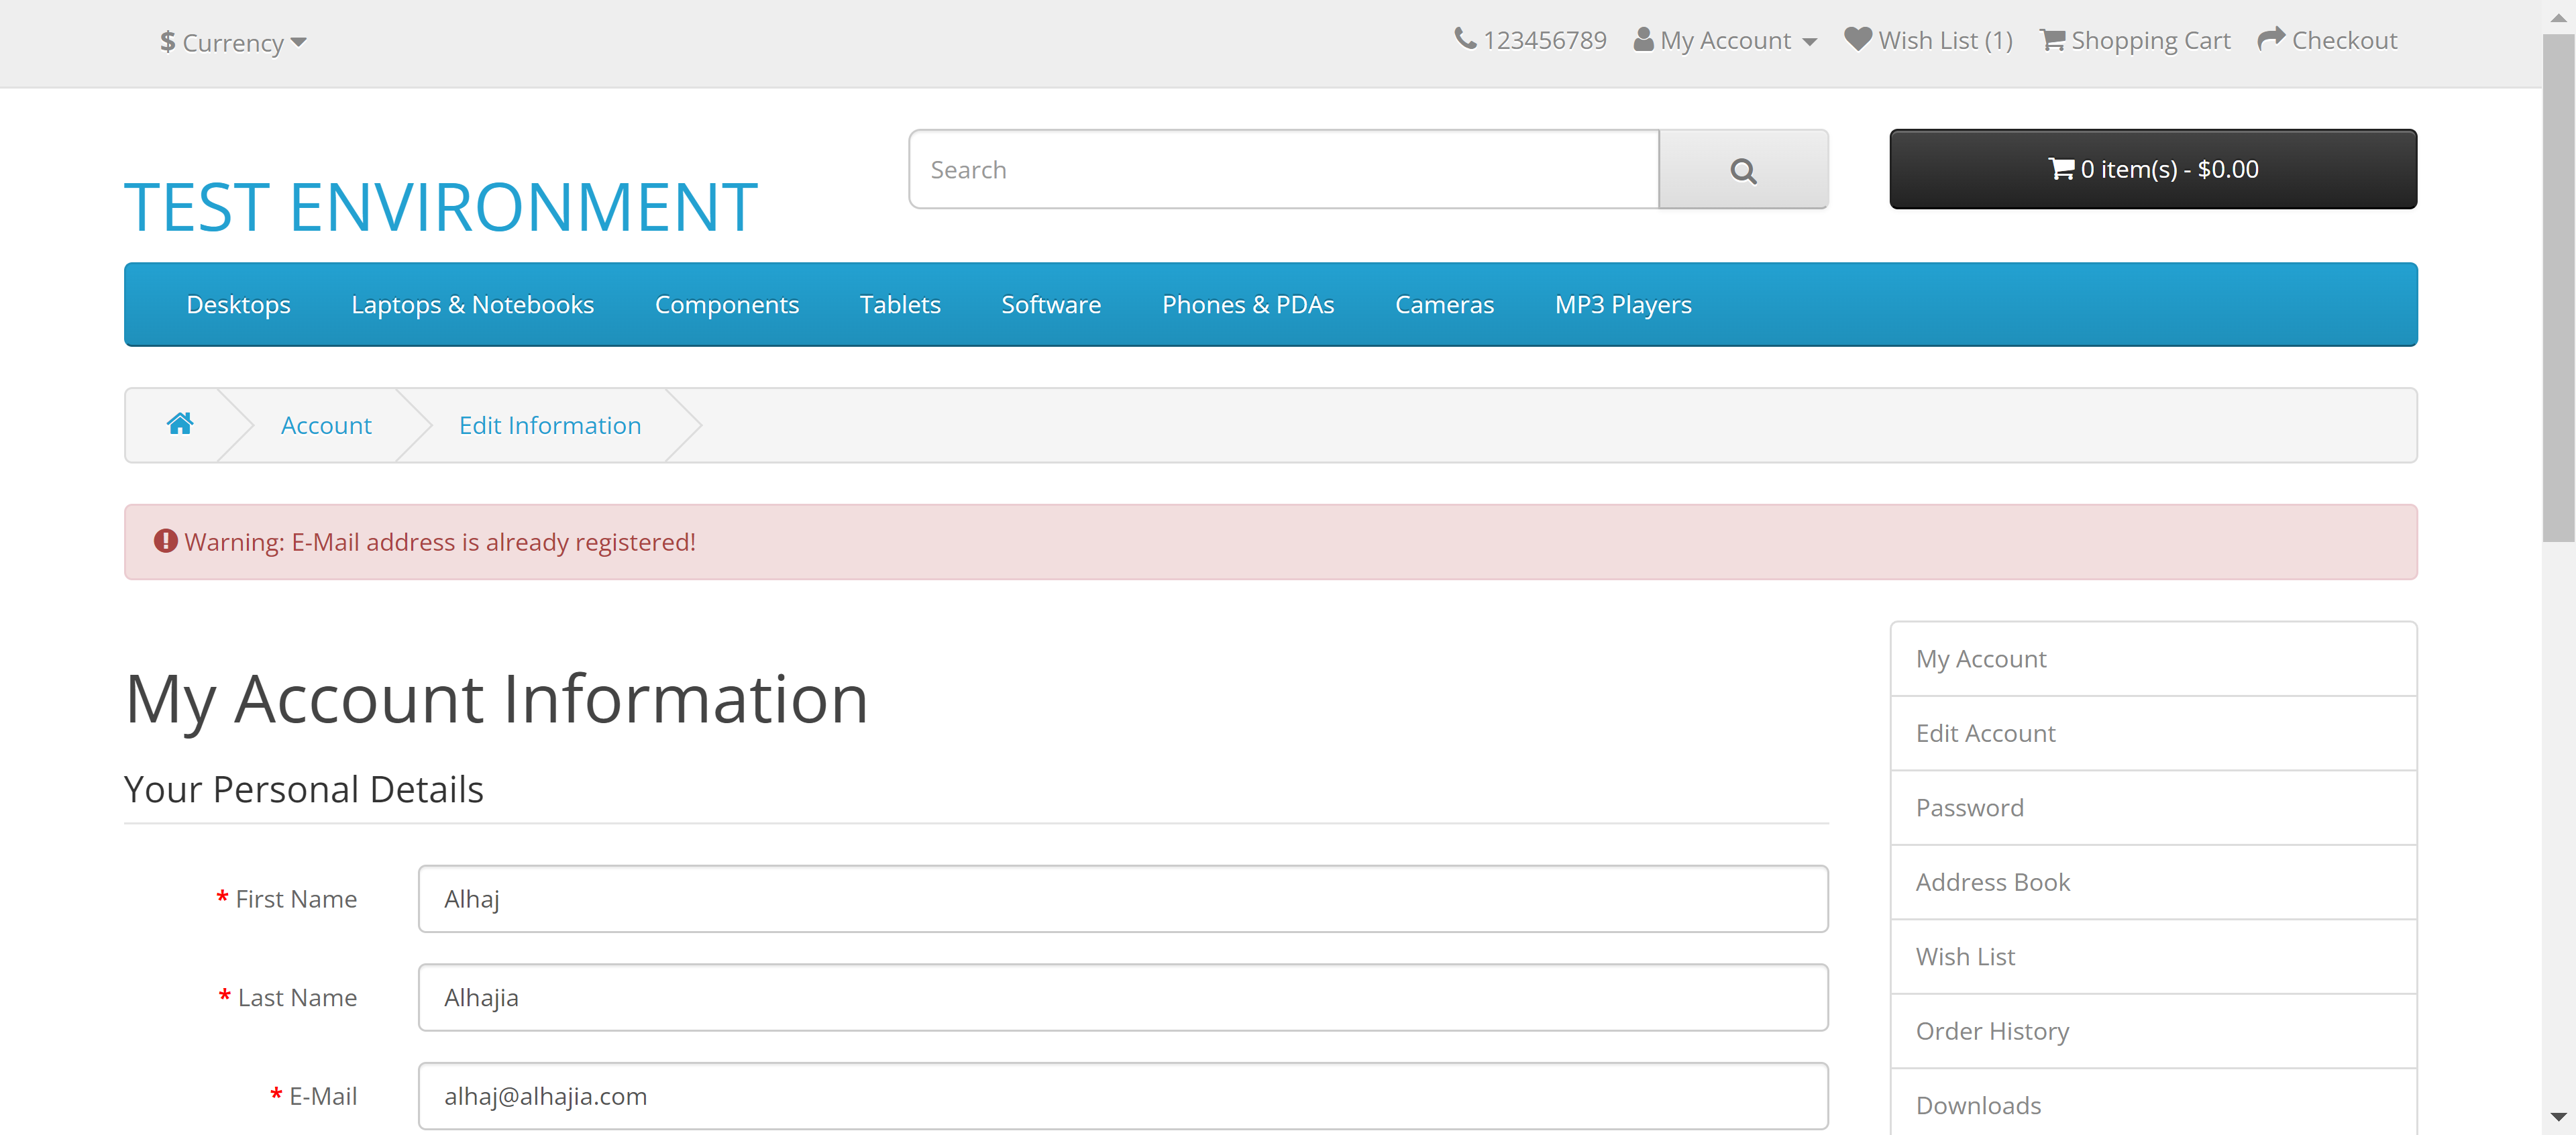 $ Currency
123456789 My Account Wish List (1) Shopping Cart Checkout
TEST ENVIRONMENT
Search
0 item(s) - $0.00
Desktops Laptops & Notebooks Components Tablets Software Phones & PDAs Cameras MP3 Players
Account Edit Information
Warning: E-Mail address is already registered!
My Account Information
Your Personal Details
* First Name Alhaj
* Last Name Alhajia
* E-Mail alhaj@alhajia.com
My Account
Edit Account
Password
Address Book
Wish List
Order History
Downloads